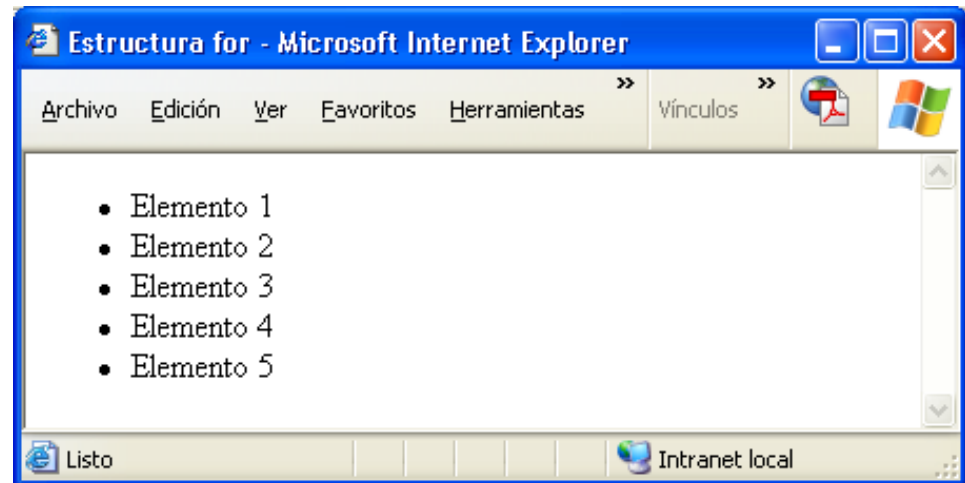 Estructura for - Microsoft Internet Explorer
Archivo Edición Ver Favoritos Herramientas » Vínculos »
• Elemento 1
• Elemento 2
• Elemento 3
• Elemento 4
• Elemento 5
Listo Intranet local